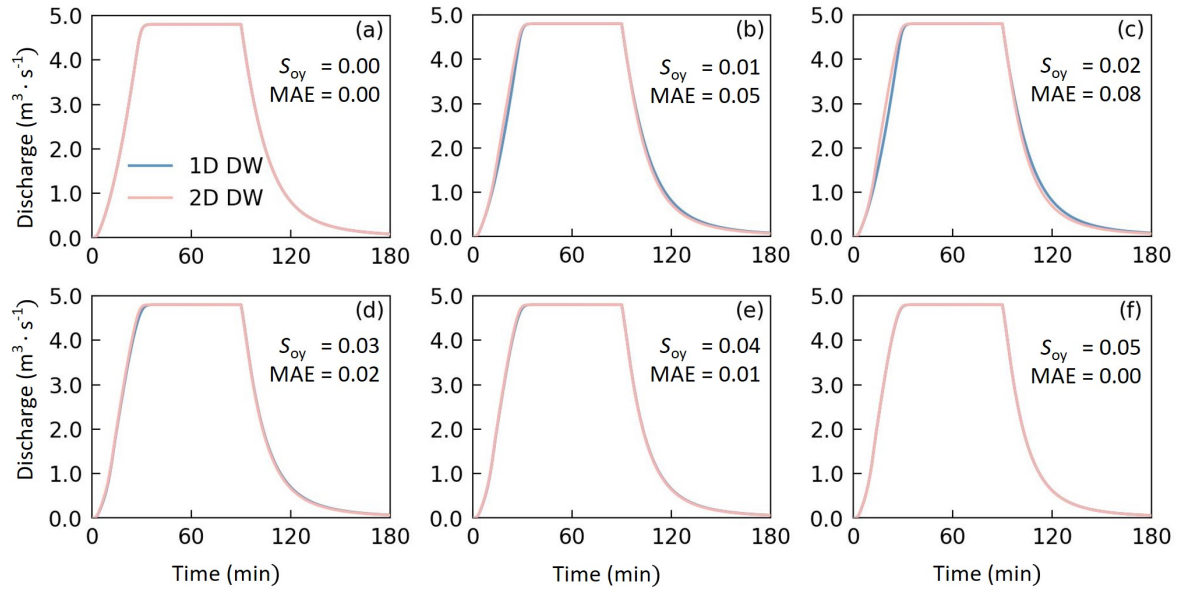 5.0
4.0
3.0
2.0
1.0
0.0
0
60
120
180
Discharge (m³ · s⁻¹)
(a)
Sₒᵧ = 0.00
MAE = 0.00
1D DW
2D DW
5.0
4.0
3.0
2.0
1.0
0.0
0
60
120
180
(b)
Sₒᵧ = 0.01
MAE = 0.05
5.0
4.0
3.0
2.0
1.0
0.0
0
60
120
180
(c)
Sₒᵧ = 0.02
MAE = 0.08
5.0
4.0
3.0
2.0
1.0
0.0
0
60
120
180
Discharge (m³ · s⁻¹)
Time (min)
(d)
Sₒᵧ = 0.03
MAE = 0.02
5.0
4.0
3.0
2.0
1.0
0.0
0
60
120
180
Time (min)
(e)
Sₒᵧ = 0.04
MAE = 0.01
5.0
4.0
3.0
2.0
1.0
0.0
0
60
120
180
Time (min)
(f)
Sₒᵧ = 0.05
MAE = 0.00